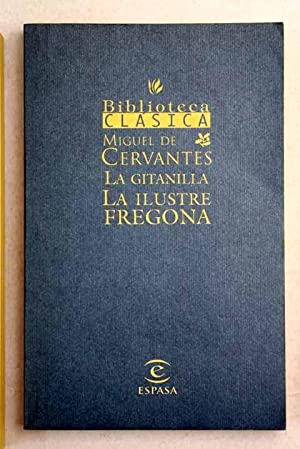 Biblioteca
CLÁSICA
MIGUEL DE
CERVANTES
LA GITANILLA
LA ILUSTRE
FREGONA
e
ESPASA